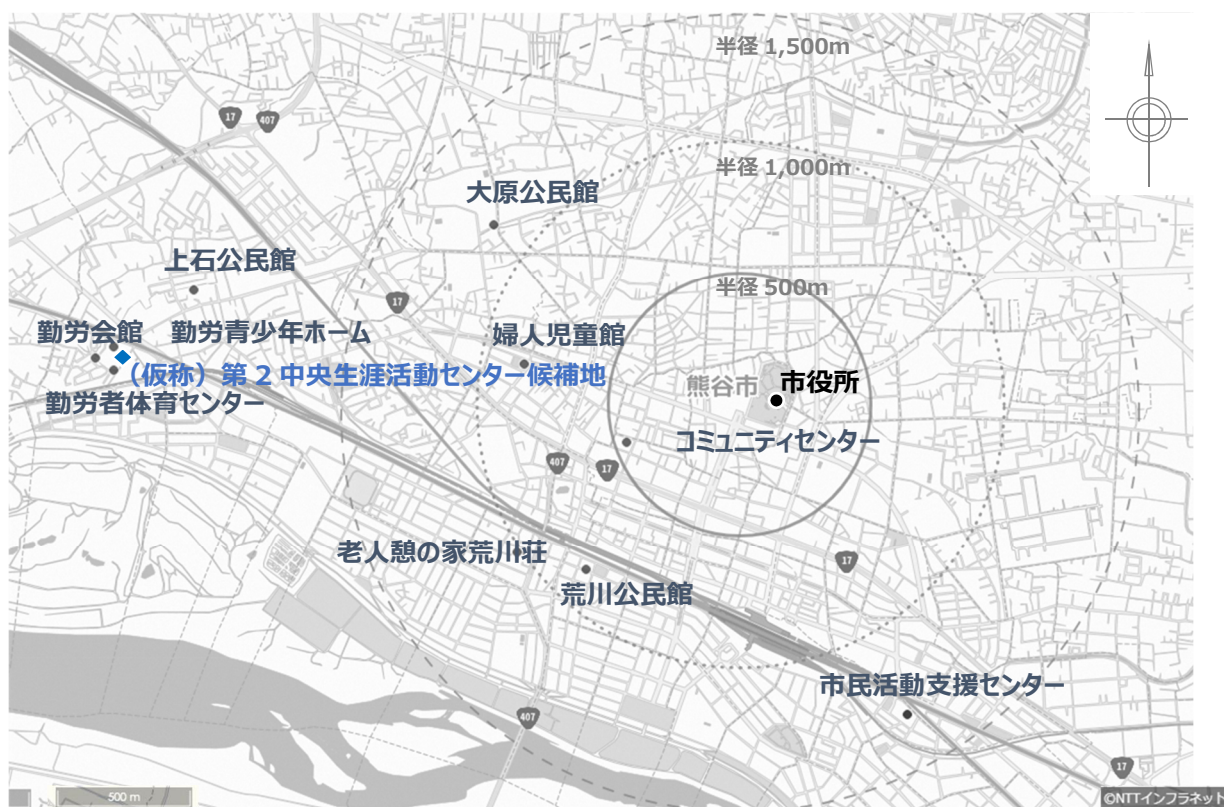 半径 1,500m
17
407
半径 1,000m
大原公民館
上石公民館
半径 500m
17
勤労会館
勤労青少年ホーム
婦人児童館
（仮称）第２中央生涯活動センター候補地
熊谷市
市役所
勤労者体育センター
コミュニティセンター
407
17
老人憩の家荒川荘
17
荒川公民館
市民活動支援センター
407
17
500 m
©NTTインフラネット